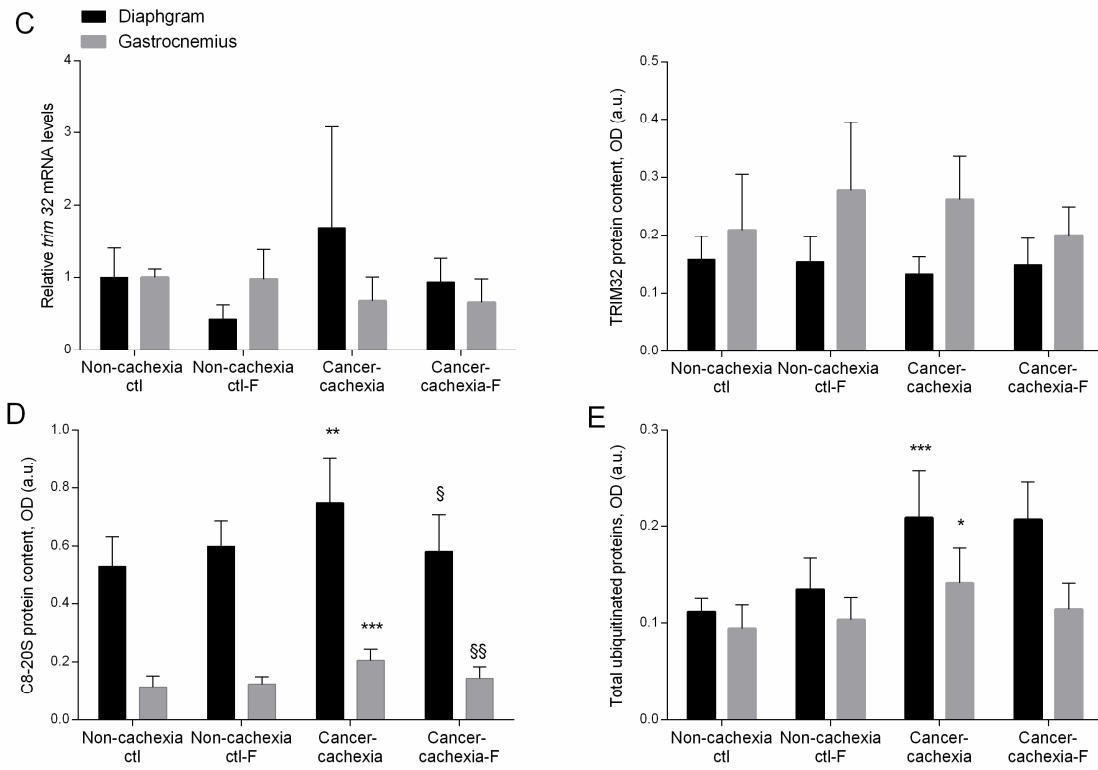 C
Diaphgram
Gastrocnemius
Relative trim 32 mRNA levels
4
3
2
1
0
Non-cachexia ctl
Non-cachexia ctl-F
Cancer-cachexia
Cancer-cachexia-F
TRIM32 protein content, OD (a.u.)
0.5
0.4
0.3
0.2
0.1
0.0
Non-cachexia ctl
Non-cachexia ctl-F
Cancer-cachexia
Cancer-cachexia-F
D
C8-20S protein content, OD (a.u.)
1.0
0.8
0.6
0.4
0.2
0.0
**
***
§
§§
Non-cachexia ctl
Non-cachexia ctl-F
Cancer-cachexia
Cancer-cachexia-F
E
Total ubiquitinated proteins, OD (a.u.)
0.3
0.2
0.1
0.0
***
*
Non-cachexia ctl
Non-cachexia ctl-F
Cancer-cachexia
Cancer-cachexia-F